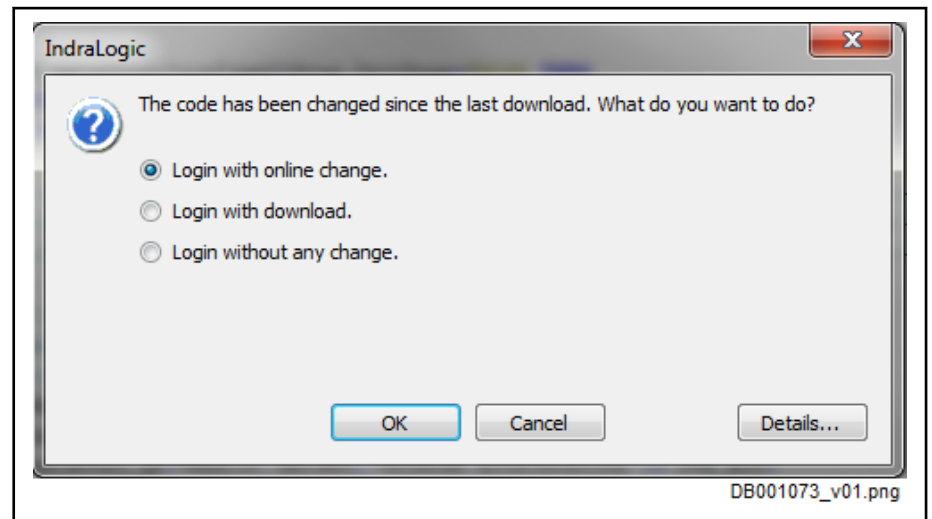 IndraLogic
The code has been changed since the last download. What do you want to do?
Login with online change.
Login with download.
Login without any change.
OK Cancel Details...
DB001073_v01.png